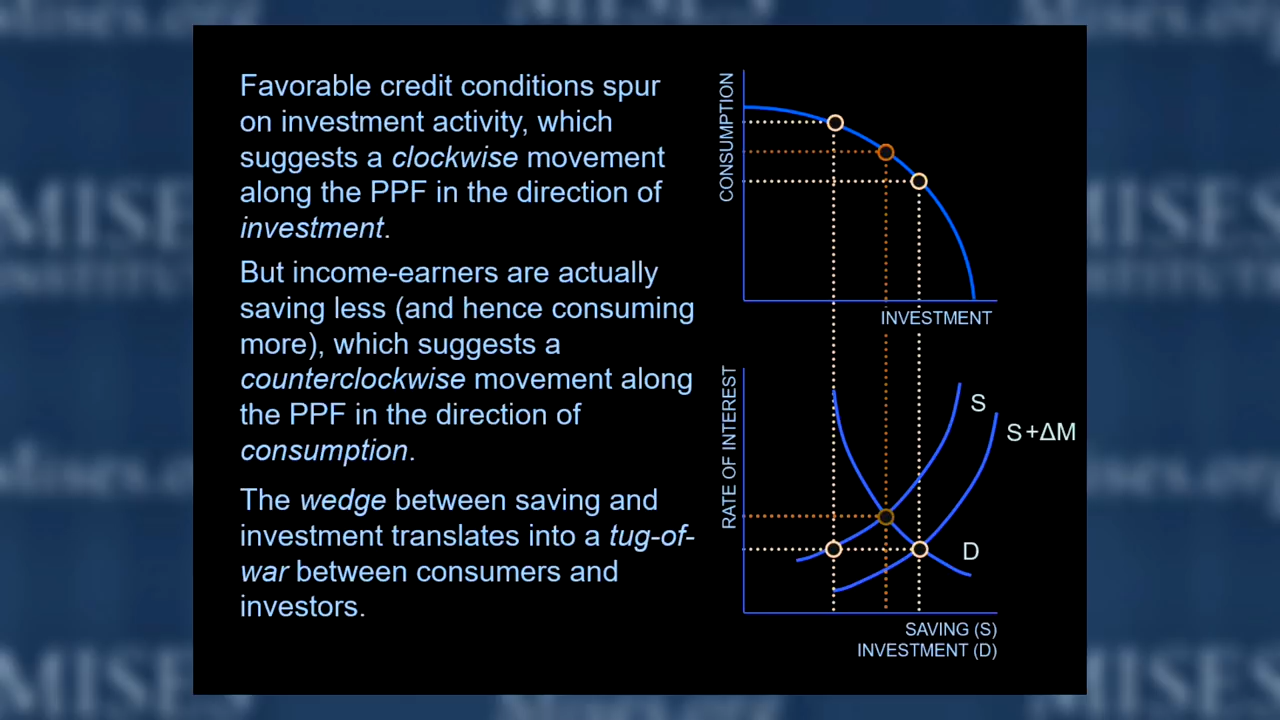 Favorable credit conditions spur
on investment activity, which
suggests a clockwise movement
along the PPF in the direction of
investment.
But income-earners are actually
saving less (and hence consuming
more), which suggests a
counterclockwise movement along
the PPF in the direction of
consumption.
The wedge between saving and
investment translates into a tug-of-
war between consumers and
investors.
CONSUMPTION
INVESTMENT
RATE OF INTEREST
S
S+ΔM
D
SAVING (S)
INVESTMENT (D)